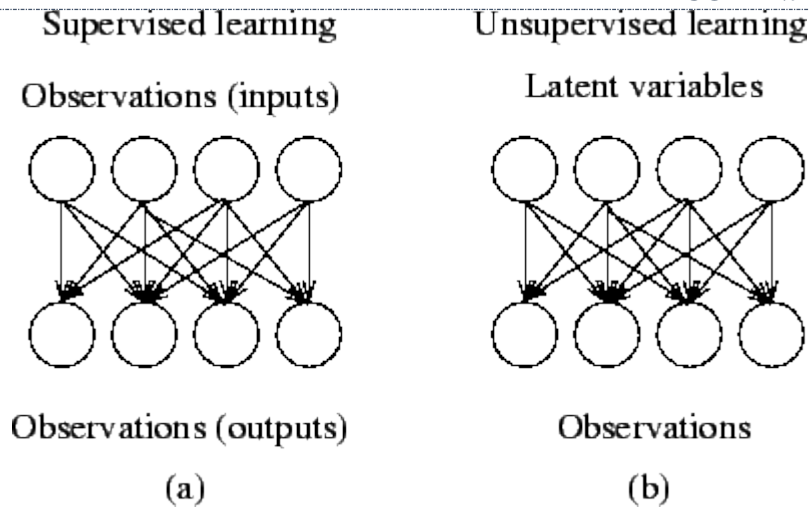 Supervised learning
Observations (inputs)
Observations (outputs)
(a)
Unsupervised learning
Latent variables
Observations
(b)